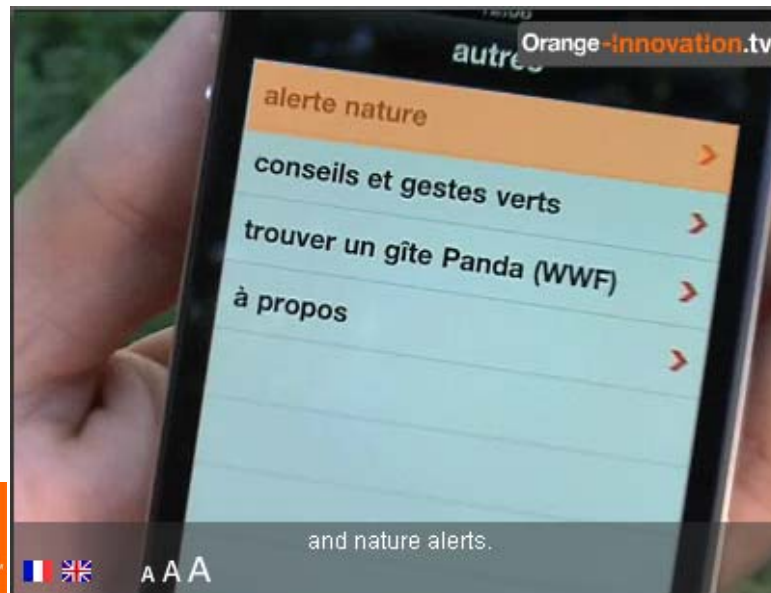 Orange-innovation.tv
autres
alerte nature
conseils et gestes verts
trouver un gîte Panda (WWF)
à propos
and nature alerts.
A A A